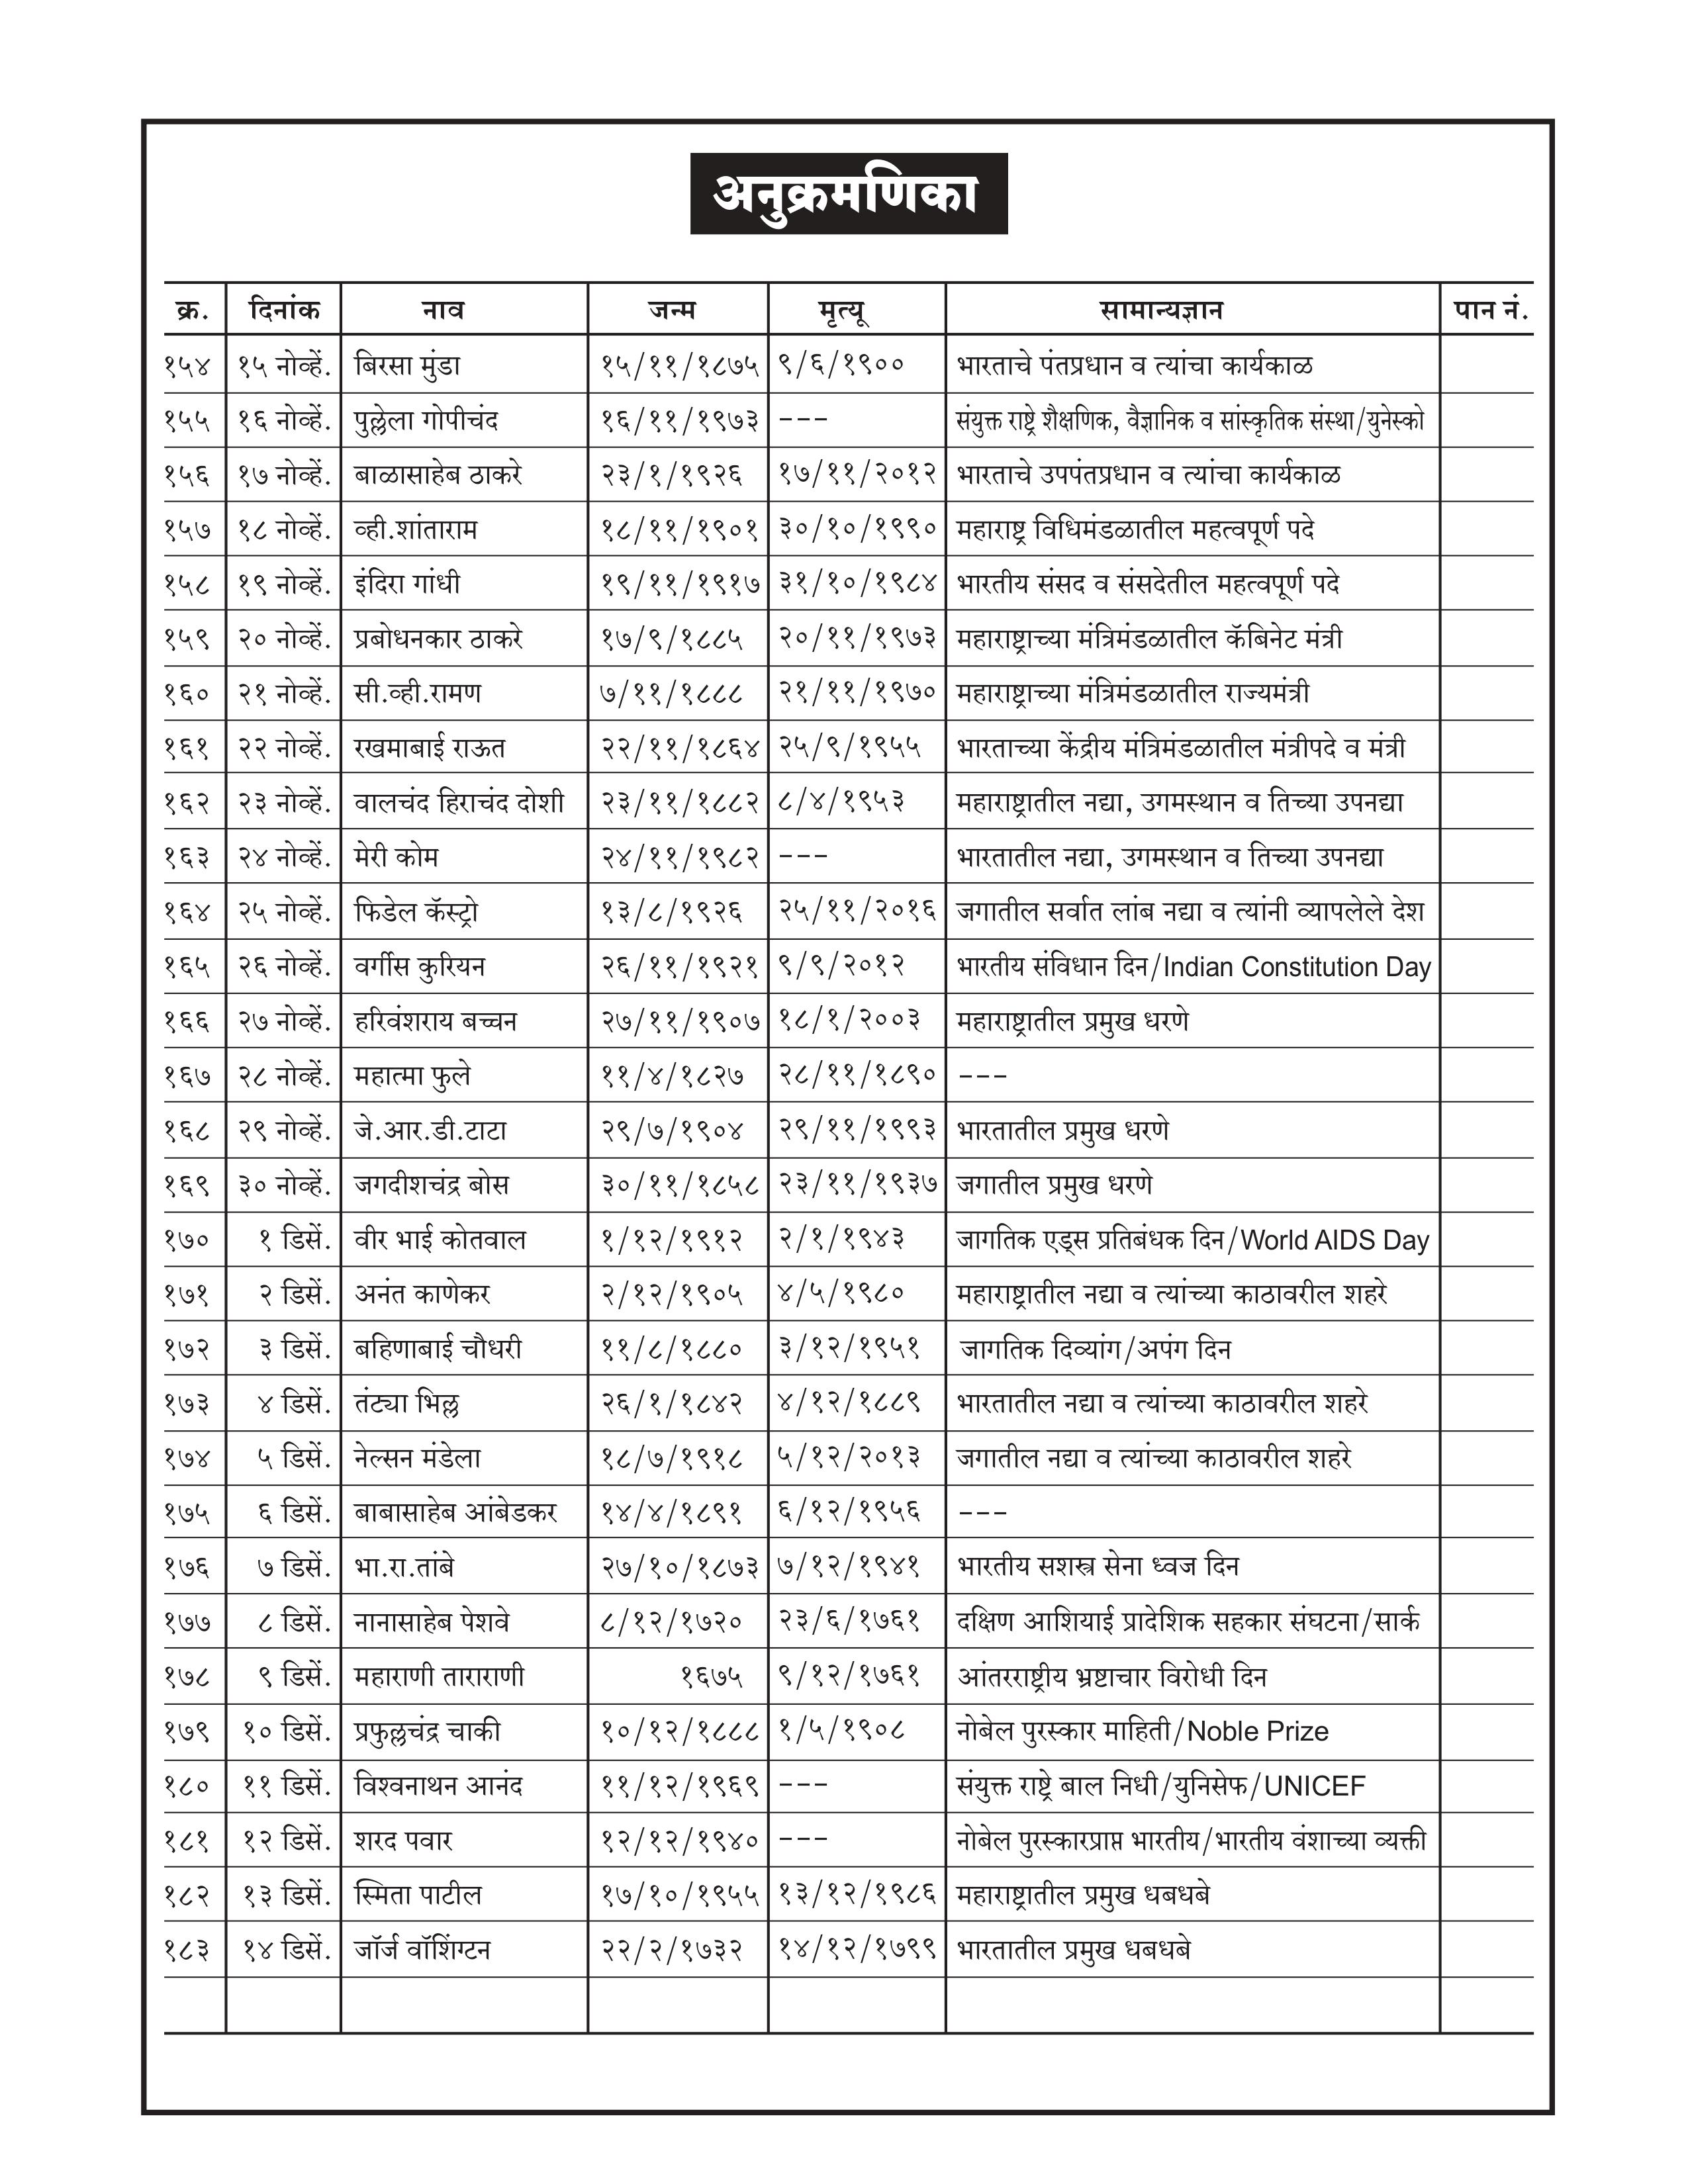 अनुक्रमणिका
क्र. दिनांक नाव जन्म मृत्यू सामान्यज्ञान पान नं.
१५४ १५ नोव्हें. बिरसा मुंडा १५/११/१८७५ ९/६/१९०० भारताचे पंतप्रधान व त्यांचा कार्यकाळ
१५५ १६ नोव्हें. पुल्लेला गोपीचंद १६/११/१९७३ --- संयुक्त राष्ट्रे शैक्षणिक, वैज्ञानिक व सांस्कृतिक संस्था/युनेस्को
१५६ १७ नोव्हें. बाळासाहेब ठाकरे २३/१/१९२६ १७/११/२०१२ भारताचे उपपंतप्रधान व त्यांचा कार्यकाळ
१५७ १८ नोव्हें. व्ही.शांताराम १८/११/१९०१ ३०/१०/१९९० महाराष्ट्र विधिमंडळातील महत्वपूर्ण पदे
१५८ १९ नोव्हें. इंदिरा गांधी १९/११/१९१७ ३१/१०/१९८४ भारतीय संसद व संसदेतील महत्वपूर्ण पदे
१५९ २० नोव्हें. प्रबोधनकार ठाकरे १७/९/१८८५ २०/११/१९७३ महाराष्ट्राच्या मंत्रिमंडळातील कॅबिनेट मंत्री
१६० २१ नोव्हें. सी.व्ही.रामण ७/११/१८८८ २१/११/१९७० महाराष्ट्राच्या मंत्रिमंडळातील राज्यमंत्री
१६१ २२ नोव्हें. रखमाबाई राऊत २२/११/१८६४ २५/९/१९५५ भारताच्या केंद्रीय मंत्रिमंडळातील मंत्रीपदे व मंत्री
१६२ २३ नोव्हें. वालचंद हिराचंद दोशी २३/११/१८८२ ८/४/१९५३ महाराष्ट्रातील नद्या, उगमस्थान व तिच्या उपनद्या
१६३ २४ नोव्हें. मेरी कोम २४/११/१९८२ --- भारतातील नद्या, उगमस्थान व तिच्या उपनद्या
१६४ २५ नोव्हें. फिडेल कॅस्ट्रो १३/८/१९२६ २५/११/२०१६ जगातील सर्वात लांब नद्या व त्यांनी व्यापलेले देश
१६५ २६ नोव्हें. वर्गीस कुरियन २६/११/१९२१ ९/९/२०१२ भारतीय संविधान दिन/Indian Constitution Day
१६६ २७ नोव्हें. हरिवंशराय बच्चन २७/११/१९०७ १८/१/२००३ महाराष्ट्रातील प्रमुख धरणे
१६७ २८ नोव्हें. महात्मा फुले ११/४/१८२७ २८/११/१८९० ---
१६८ २९ नोव्हें. जे.आर.डी.टाटा २९/७/१९०४ २९/११/१९९३ भारतातील प्रमुख धरणे
१६९ ३० नोव्हें. जगदीशचंद्र बोस ३०/११/१८५८ २३/११/१९३७ जगातील प्रमुख धरणे
१७० १ डिसें. वीर भाई कोतवाल १/१२/१९१२ २/१/१९४३ जागतिक एड्स प्रतिबंधक दिन/World AIDS Day
१७१ २ डिसें. अनंत काणेकर २/१२/१९०५ ४/५/१९८० महाराष्ट्रातील नद्या व त्यांच्या काठावरील शहरे
१७२ ३ डिसें. बहिणाबाई चौधरी ११/८/१८८० ३/१२/१९५१ जागतिक दिव्यांग/अपंग दिन
१७३ ४ डिसें. तंट्या भिल्ल २६/१/१८४२ ४/१२/१८८९ भारतातील नद्या व त्यांच्या काठावरील शहरे
१७४ ५ डिसें. नेल्सन मंडेला १८/७/१९१८ ५/१२/२०१३ जगातील नद्या व त्यांच्या काठावरील शहरे
१७५ ६ डिसें. बाबासाहेब आंबेडकर १४/४/१८९१ ६/१२/१९५६ ---
१७६ ७ डिसें. भा.रा.तांबे २७/१०/१८७३ ७/१२/१९४१ भारतीय सशस्त्र सेना ध्वज दिन
१७७ ८ डिसें. नानासाहेब पेशवे ८/१२/१७२० २३/६/१७६१ दक्षिण आशियाई प्रादेशिक सहकार संघटना/सार्क
१७८ ९ डिसें. महाराणी ताराराणी १६७५ ९/१२/१७६१ आंतरराष्ट्रीय भ्रष्टाचार विरोधी दिन
१७९ १० डिसें. प्रफुल्लचंद्र चाकी १०/१२/१८८८ १/५/१९०८ नोबेल पुरस्कार माहिती/Noble Prize
१८० ११ डिसें. विश्वनाथन आनंद ११/१२/१९६९ --- संयुक्त राष्ट्रे बाल निधी/युनिसेफ/UNICEF
१८१ १२ डिसें. शरद पवार १२/१२/१९४० --- नोबेल पुरस्कारप्राप्त भारतीय/भारतीय वंशाच्या व्यक्ती
१८२ १३ डिसें. स्मिता पाटील १७/१०/१९५५ १३/१२/१९८६ महाराष्ट्रातील प्रमुख धबधबे
१८३ १४ डिसें. जॉर्ज वॉशिंग्टन २२/२/१७३२ १४/१२/१७९९ भारतातील प्रमुख धबधबे